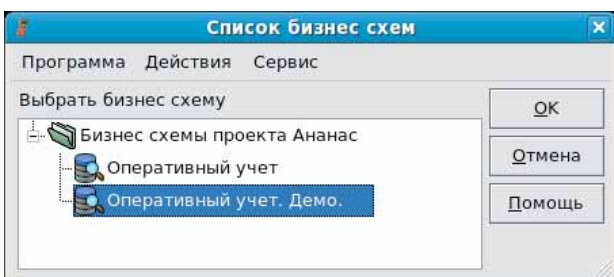 Список бизнес схем
Программа Действия Сервис
Выбрать бизнес схему
Бизнес схемы проекта Ананас
Оперативный учет
Оперативный учет. Демо.
OK
Отмена
Помощь